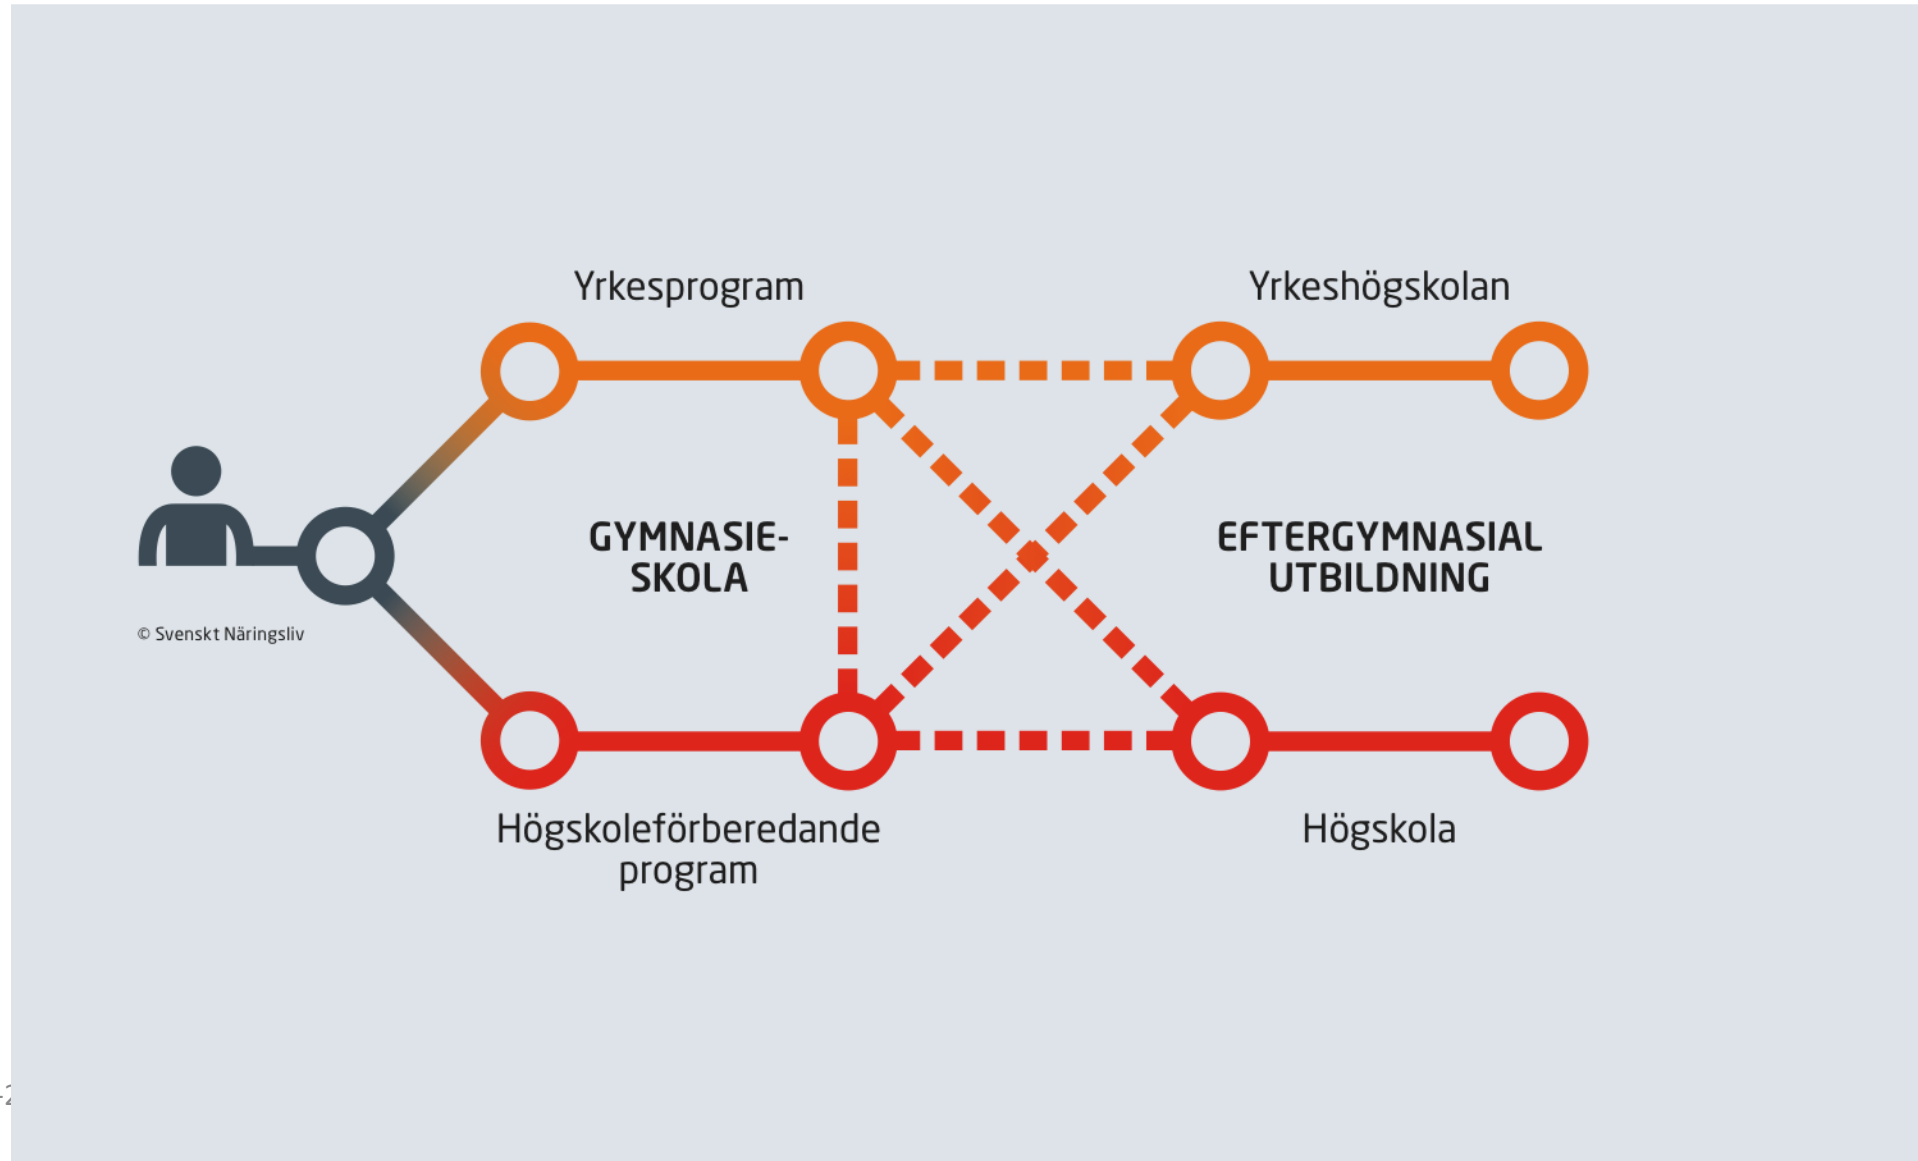 Yrkesprogram
Yrkeshögskolan
GYMNASIE-
SKOLA
EFTERGYMNASIAL
UTBILDNING
© Svenskt Näringsliv
Högskoleförberedande
program
Högskola